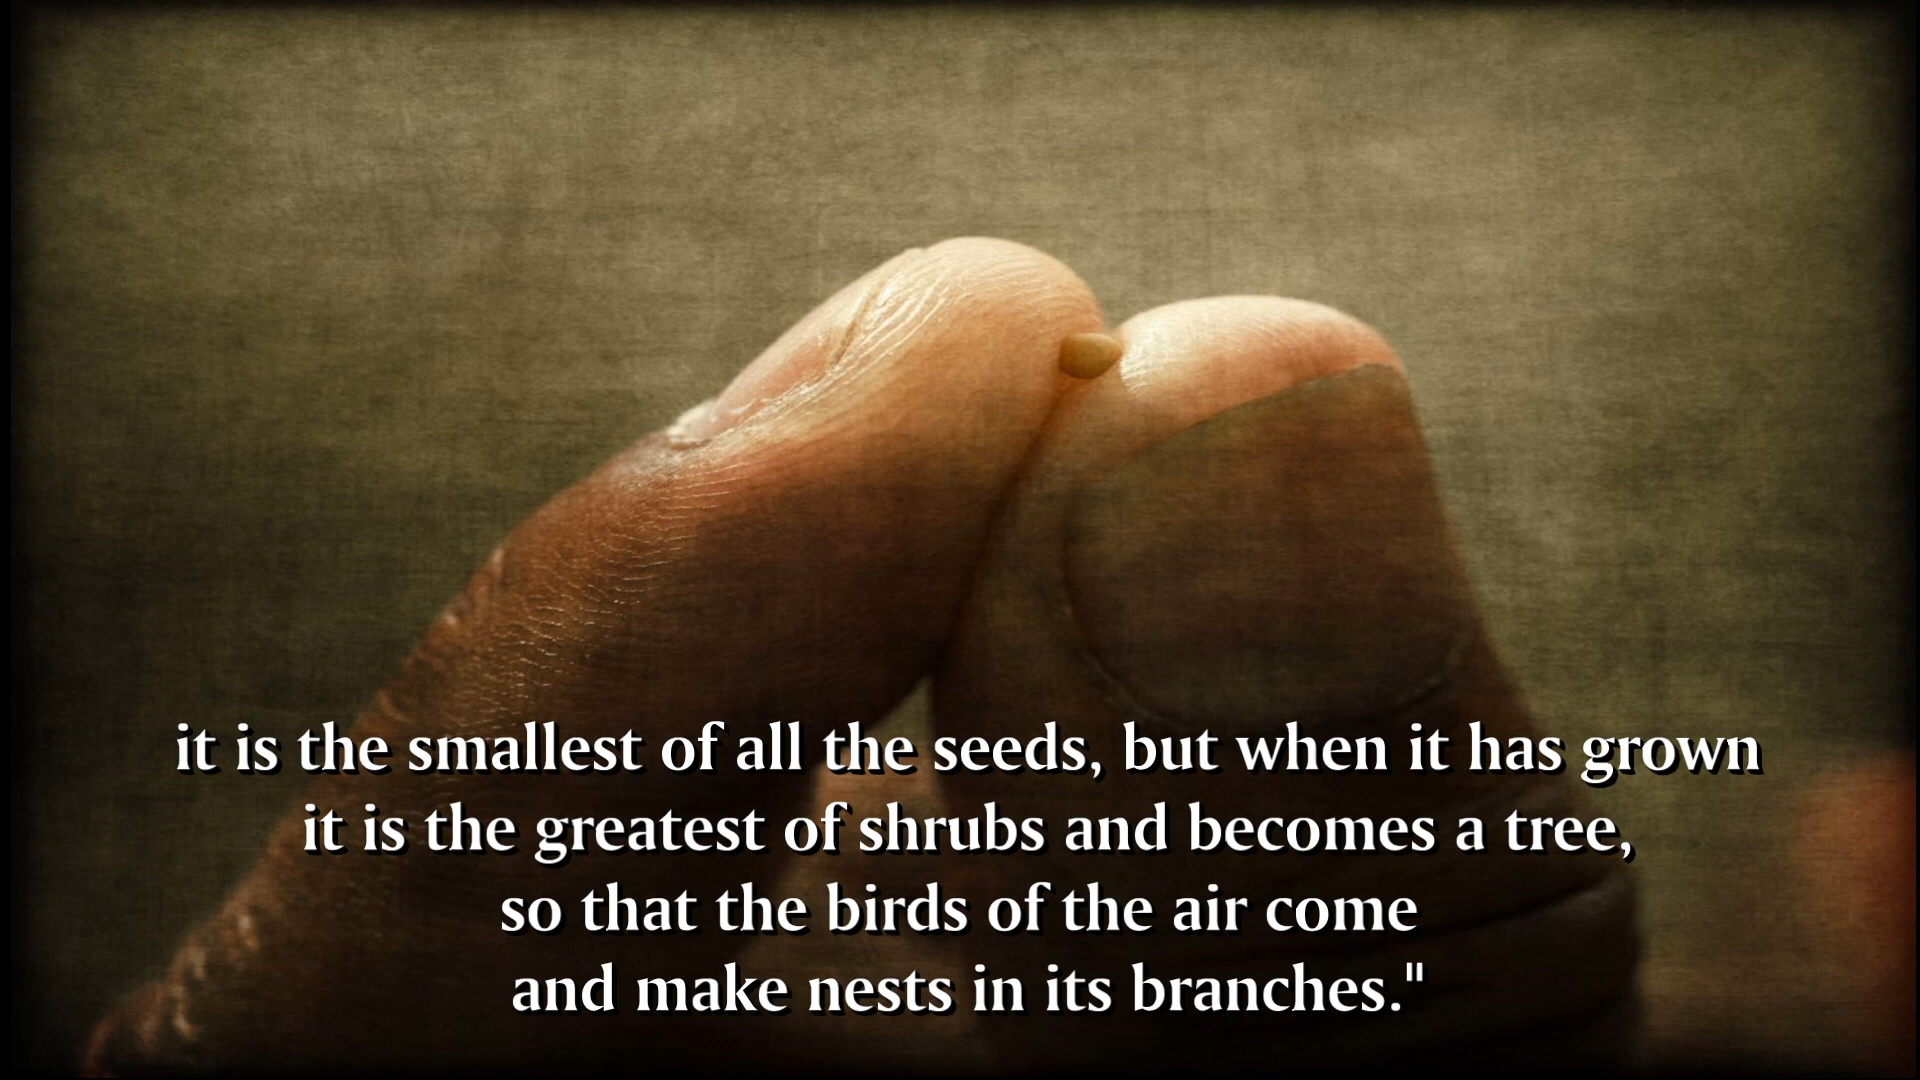 it is the smallest of all the seeds, but when it has grown
it is the greatest of shrubs and becomes a tree,
so that the birds of the air come
and make nests in its branches."